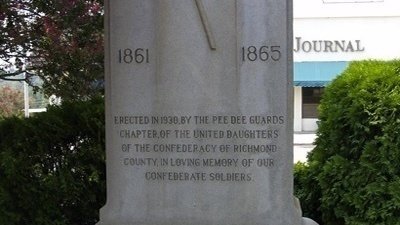 1861 1865
JOURNAL
ERECTED IN 1930, BY THE PEE DEE GUARDS
CHAPTER, OF THE UNITED DAUGHTERS
OF THE CONFEDERACY OF RICHMOND
COUNTY, IN LOVING MEMORY OF OUR
CONFEDERATE SOLDIERS